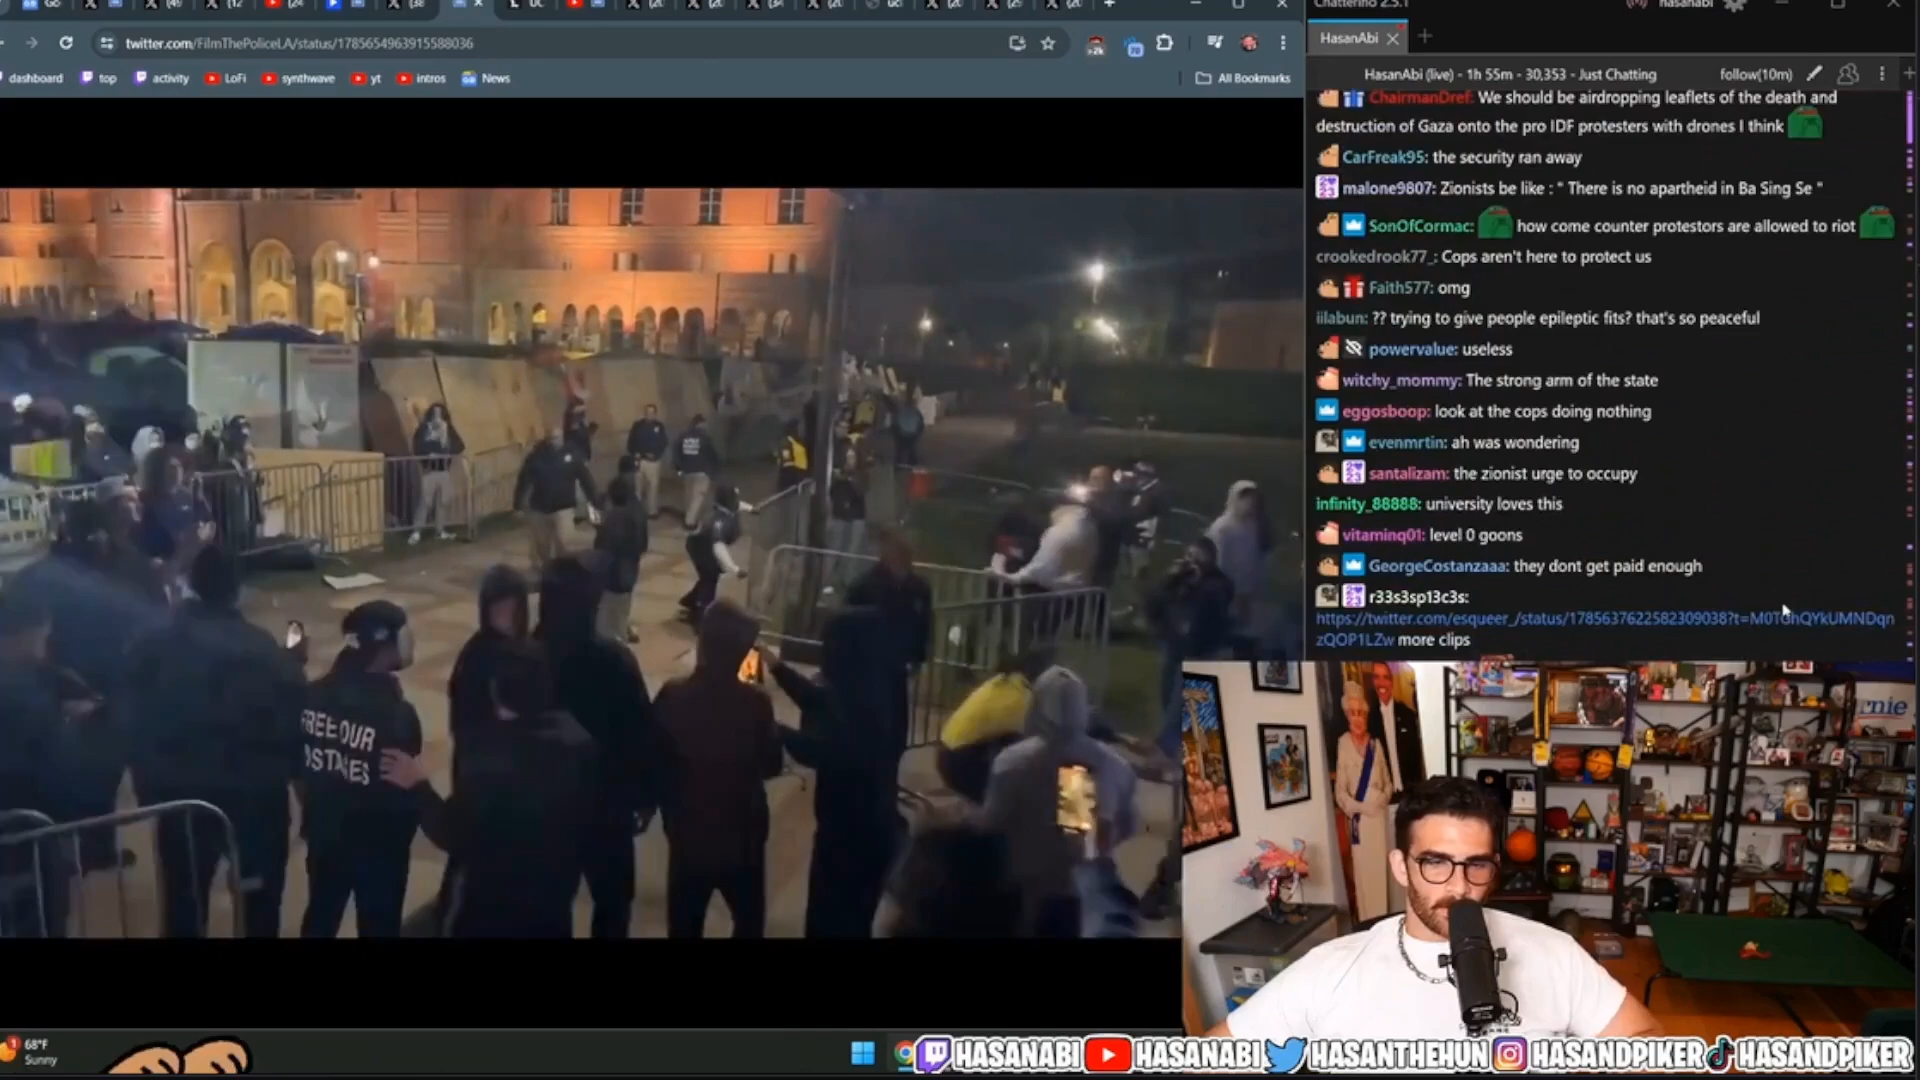 Chatterino 2.5.1
hasanabi
twitter.com/FilmThePoliceLA/status/1785654963915588036
HasanAbi
dashboard top activity LoFi synthwave yt intros News All Bookmarks
HasanAbi (live) - 1h 55m - 30,353 - Just Chatting follow(10m)
ChairmanDref: We should be airdropping leaflets of the death and
destruction of Gaza onto the pro IDF protesters with drones I think
CarFreak95: the security ran away
malone9807: Zionists be like : " There is no apartheid in Ba Sing Se "
SonOfCormac: how come counter protestors are allowed to riot
crookedrook77_: Cops aren't here to protect us
Faith577: omg
iilabun: ?? trying to give people epileptic fits? that's so peaceful
powervalue: useless
witchy_mommy: The strong arm of the state
eggosboop: look at the cops doing nothing
evenmrtin: ah was wondering
santalizam: the zionist urge to occupy
infinity_88888: university loves this
vitaminq01: level 0 goons
GeorgeCostanzaaa: they dont get paid enough
r33s3sp13c3s:
zQOP1LZw more clips
FREE OUR
68°F
Sunny
HASANABI HASANABI HASANTHEHUN HASANDPIKER HASANDPIKER